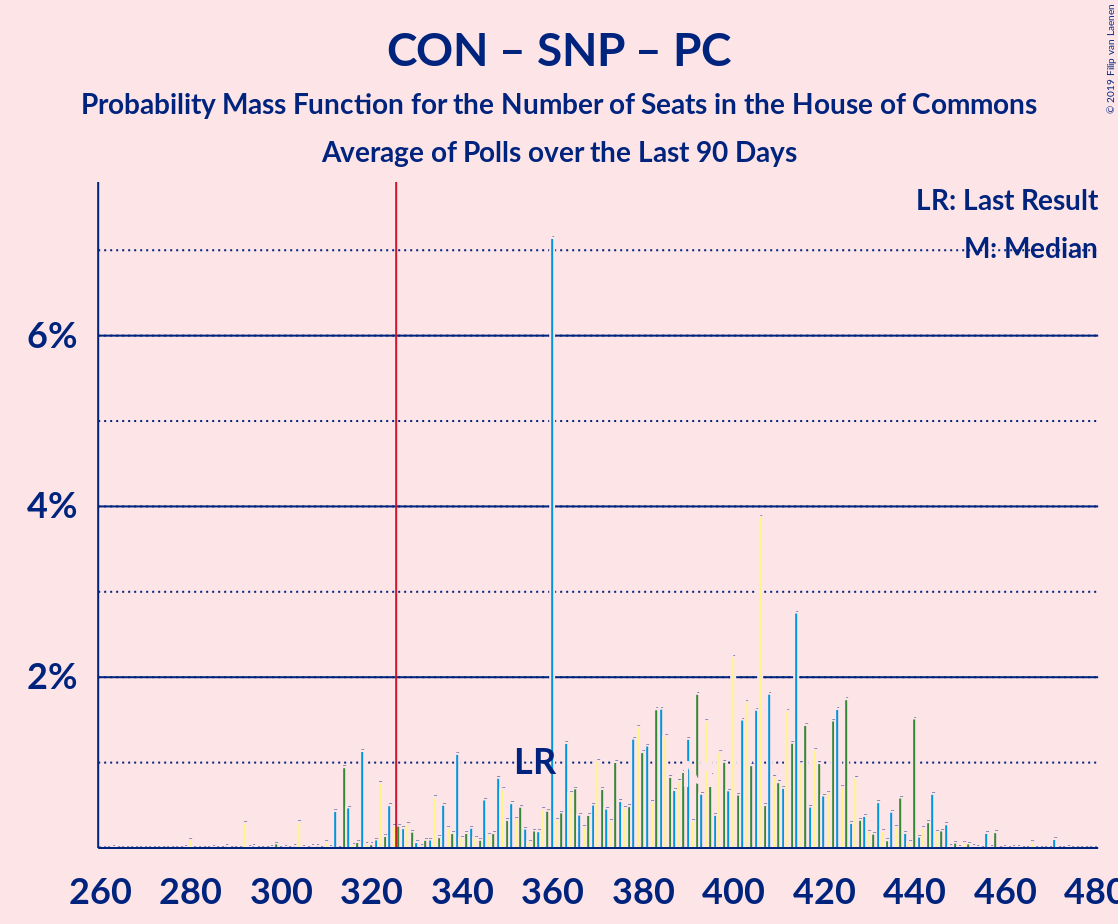 CON – SNP – PC
Probability Mass Function for the Number of Seats in the House of Commons
Average of Polls over the Last 90 Days
© 2019 Filip van Laenen
LR: Last Result
M: Median
6%
4%
2%
LR
260 280 300 320 340 360 380 400 420 440 460 480